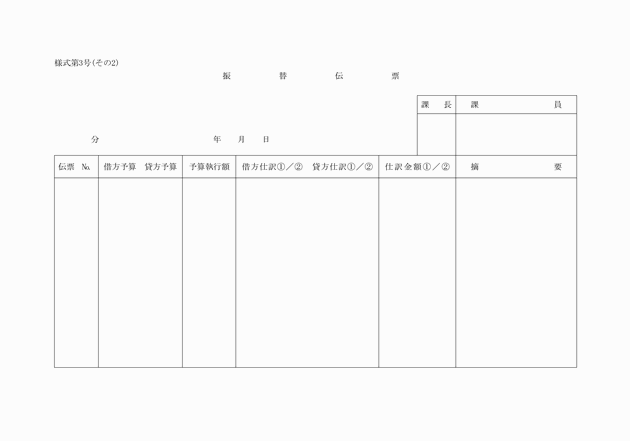 様式第3号(その2)
振　替　伝　票
課　長　課　員
分　年　月　日
伝票　№　借方予算　貸方予算　予算執行額　借方仕訳①／②　貸方仕訳①／②　仕訳金額①／②　摘　要